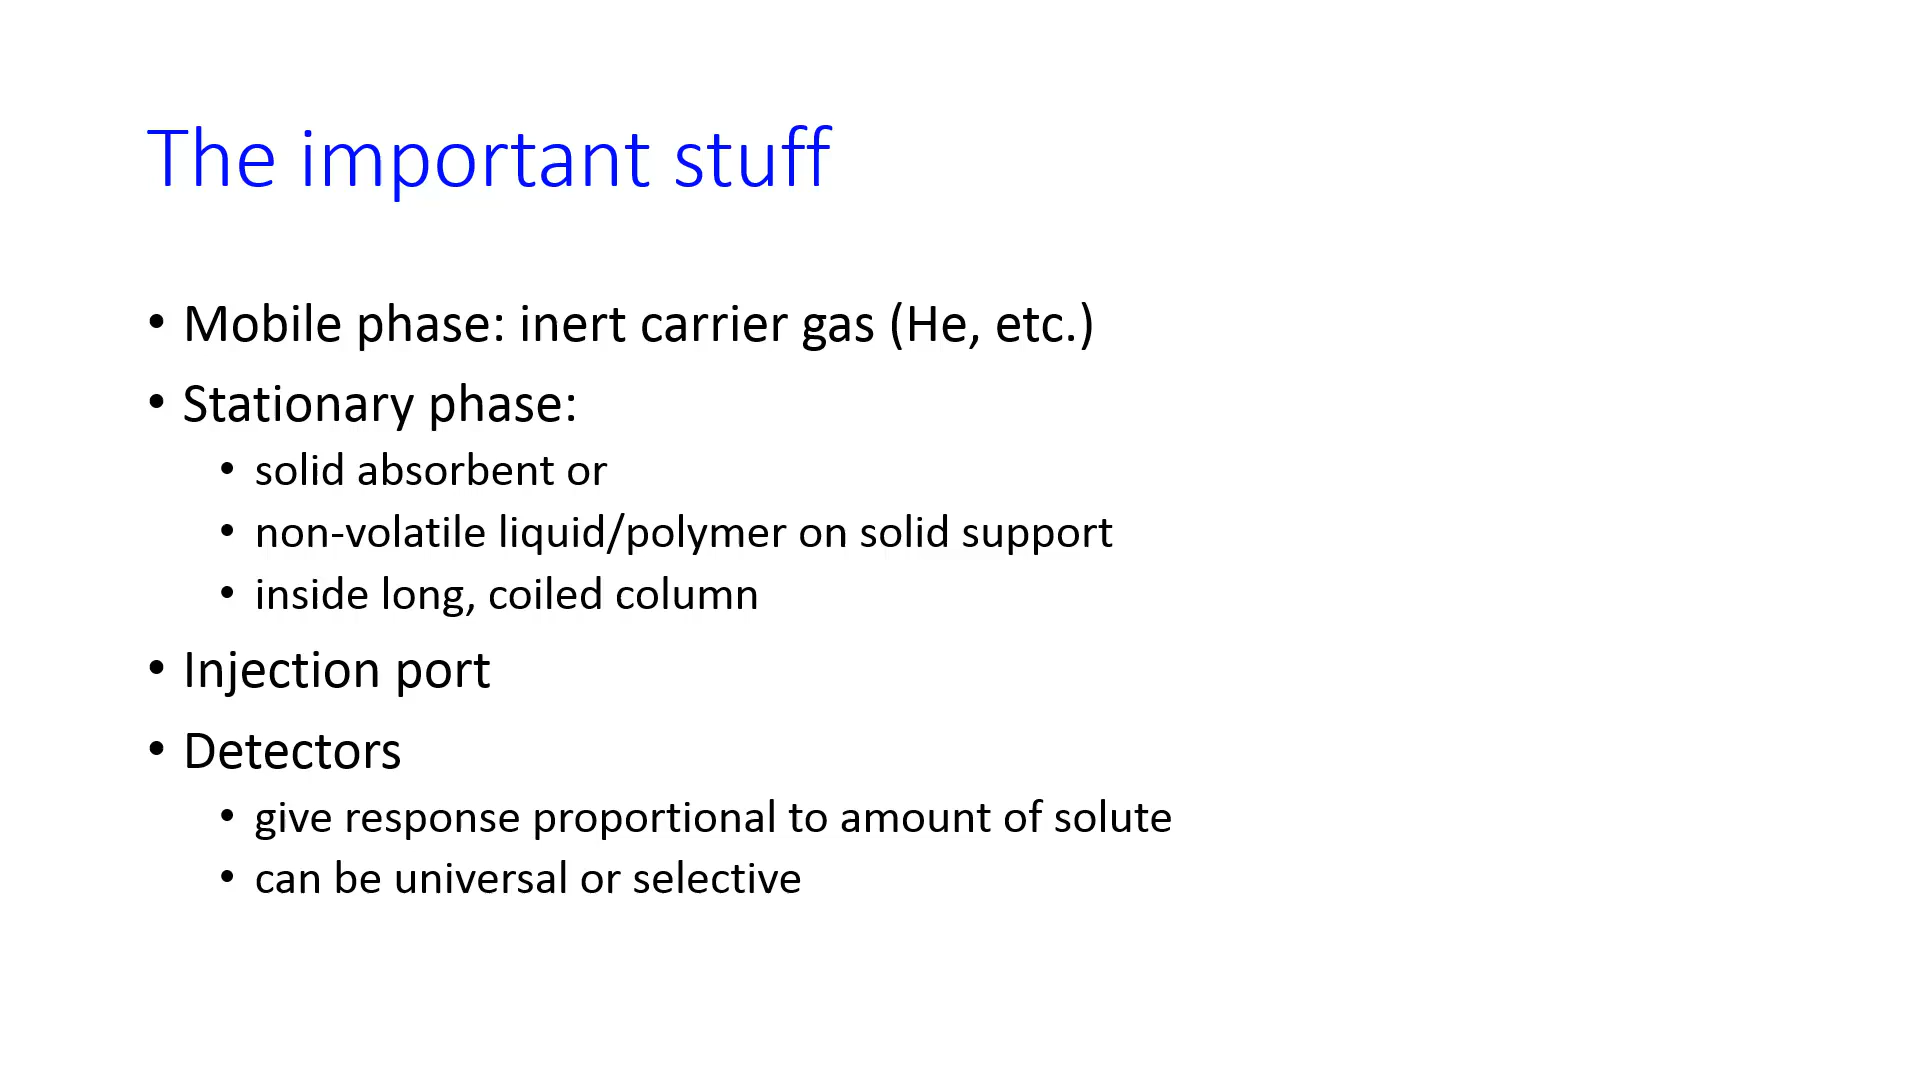 The important stuff
• Mobile phase: inert carrier gas (He, etc.)
• Stationary phase:
• solid absorbent or
• non-volatile liquid/polymer on solid support
• inside long, coiled column
• Injection port
• Detectors
• give response proportional to amount of solute
• can be universal or selective